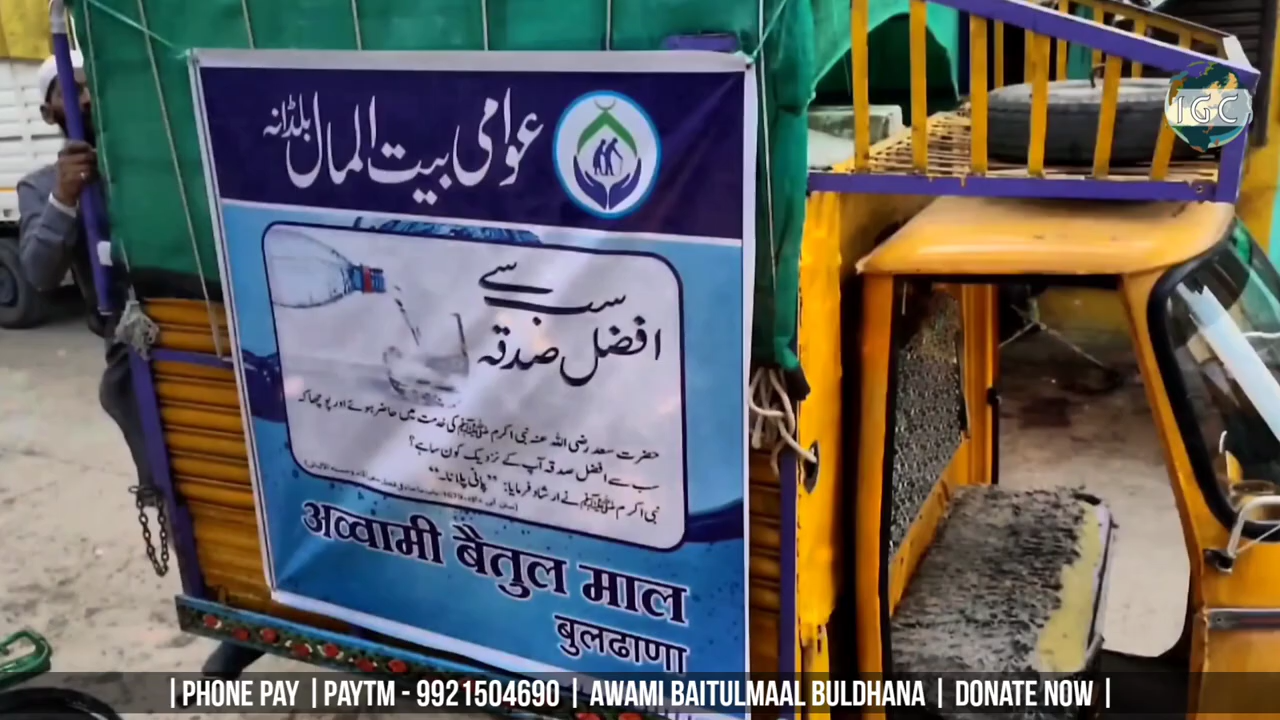 عوامی بیت المال بلڈانہ
سب سے
افضل صدقہ
حضرت سعد رضی اللہ عنہ نبی اکرم ﷺ کی خدمت میں حاضر ہوئے اور پوچھا کہ
سب سے افضل صدقہ آپ کے نزدیک کون سا ہے؟
نبی اکرم ﷺ نے ارشاد فرمایا: ”پانی پلانا۔“
अव्वामी बैतुल माल
बुलढाणा
IGC
| PHONE PAY | PAYTM - 9921504690 | AWAMI BAITULMAAL BULDHANA | DONATE NOW |